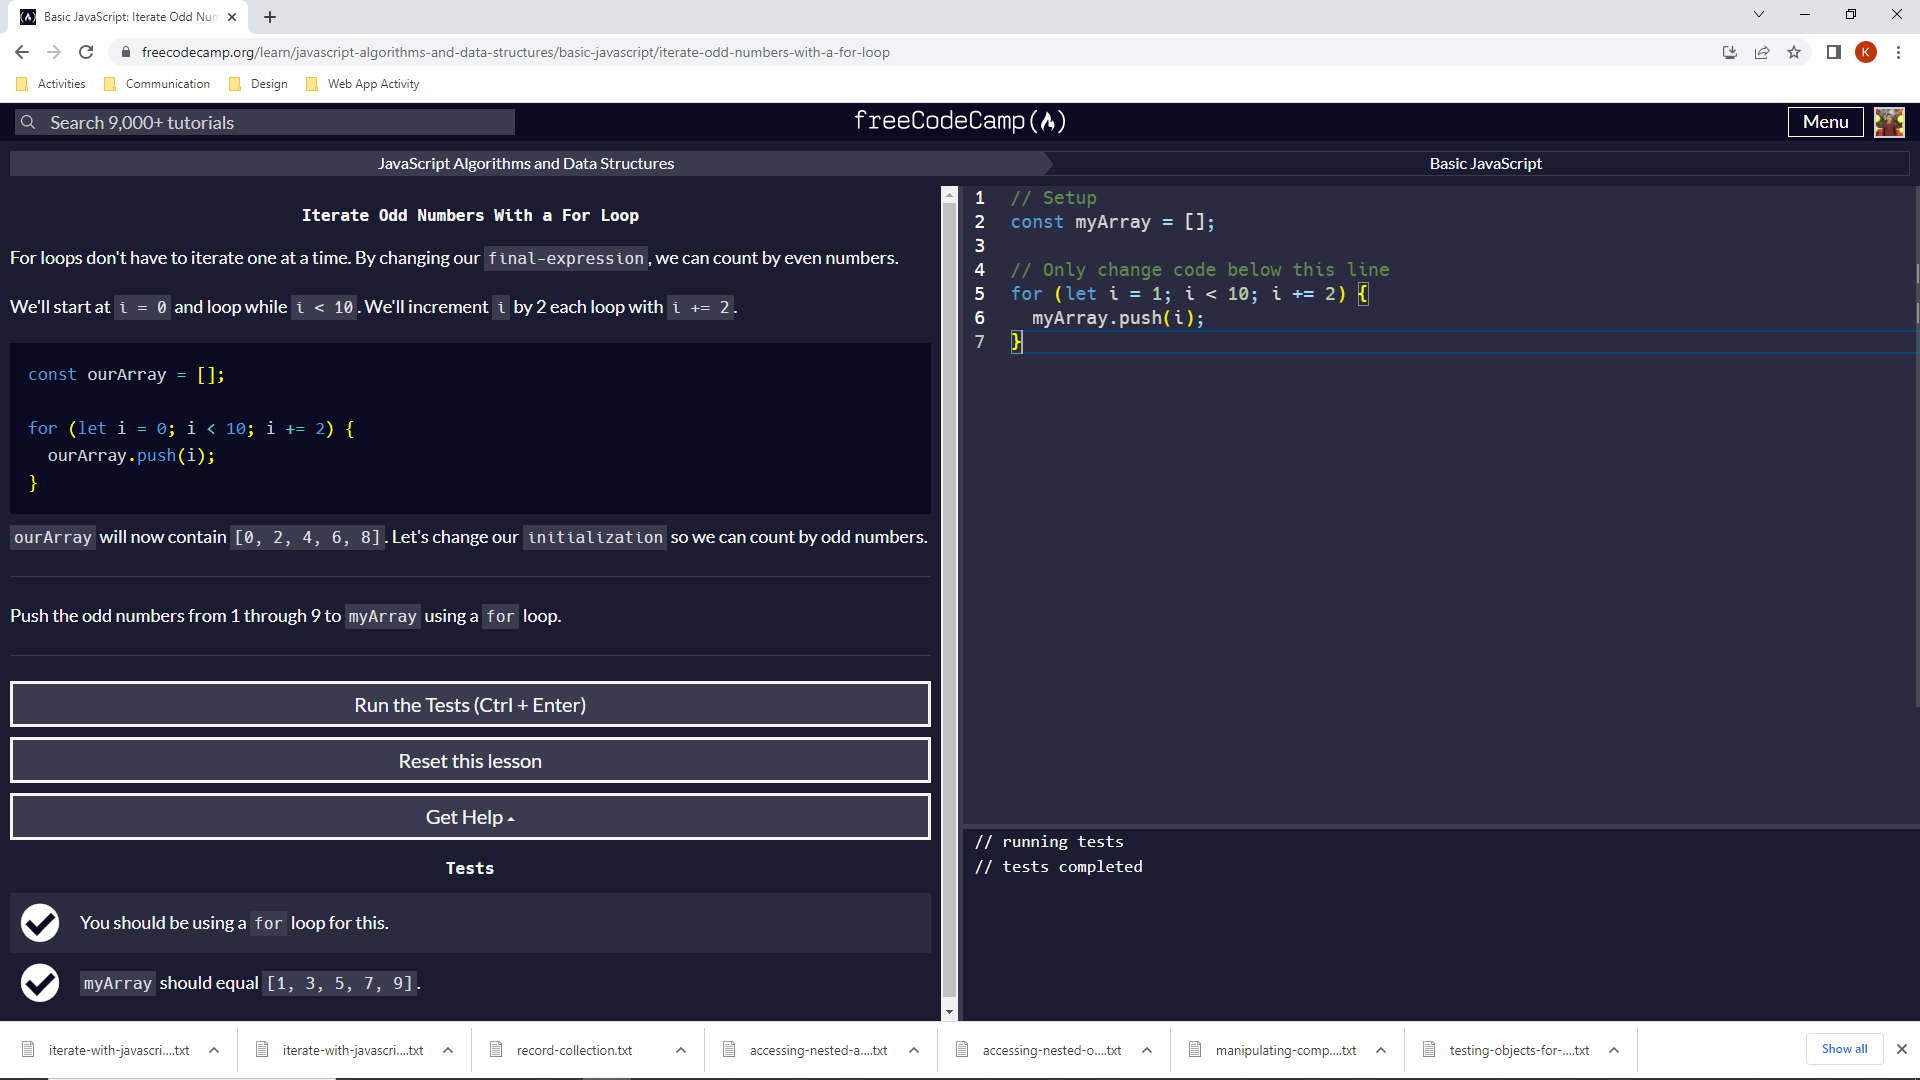 Basic JavaScript: Iterate Odd Num
freecodecamp.org/learn/javascript-algorithms-and-data-structures/basic-javascript/iterate-odd-numbers-with-a-for-loop
K
Activities
Communication
Design
Web App Activity
Search 9,000+ tutorials
freeCodeCamp
Menu
JavaScript Algorithms and Data Structures
Basic JavaScript
Iterate Odd Numbers With a For Loop
For loops don't have to iterate one at a time. By changing our final-expression, we can count by even numbers.
We'll start at i = 0 and loop while i < 10. We'll increment i by 2 each loop with i += 2.
const ourArray = [];
for (let i = 0; i < 10; i += 2) {
ourArray.push(i);
}
ourArray will now contain [0, 2, 4, 6, 8]. Let's change our initialization so we can count by odd numbers.
Push the odd numbers from 1 through 9 to myArray using a for loop.
Run the Tests (Ctrl + Enter)
Reset this lesson
Get Help
Tests
You should be using a for loop for this.
myArray should equal [1, 3, 5, 7, 9].
1 // Setup
2 const myArray = [];
3
4 // Only change code below this line
5 for (let i = 1; i < 10; i += 2) {
6 myArray.push(i);
7 }
// running tests
// tests completed
iterate-with-javascri....txt
iterate-with-javascri....txt
record-collection.txt
accessing-nested-a....txt
accessing-nested-o....txt
manipulating-comp....txt
testing-objects-for-....txt
Show all